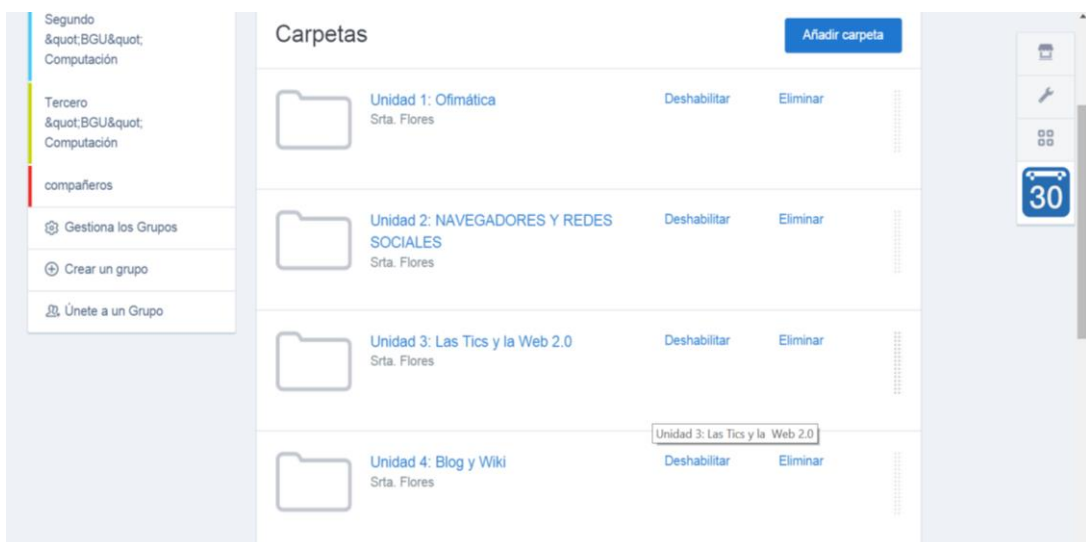 Segundo
&quot;BGU&quot;
Computación
Tercero
&quot;BGU&quot;
Computación
compañeros
Gestiona los Grupos
Crear un grupo
Únete a un Grupo
Carpetas
Añadir carpeta
Unidad 1: Ofimática
Srta. Flores
Deshabilitar
Eliminar
Unidad 2: NAVEGADORES Y REDES
SOCIALES
Srta. Flores
Deshabilitar
Eliminar
Unidad 3: Las Tics y la Web 2.0
Srta. Flores
Deshabilitar
Eliminar
Unidad 3: Las Tics y la  Web 2.0
Unidad 4: Blog y Wiki
Srta. Flores
Deshabilitar
Eliminar
30